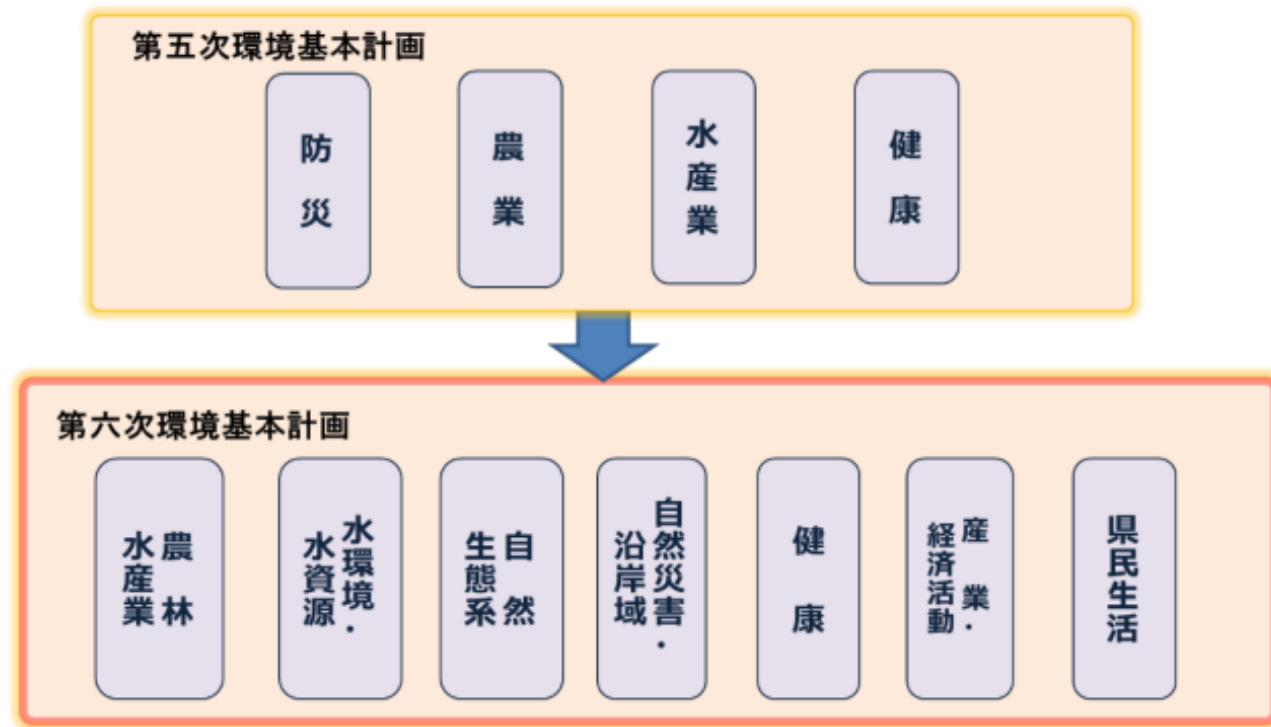 第五次環境基本計画
防災
農業
水産業
健康
第六次環境基本計画
農林
水産業
水環境・
水資源
自然
生態系
自然災害・
沿岸域
健康
産業・
経済活動
県民生活